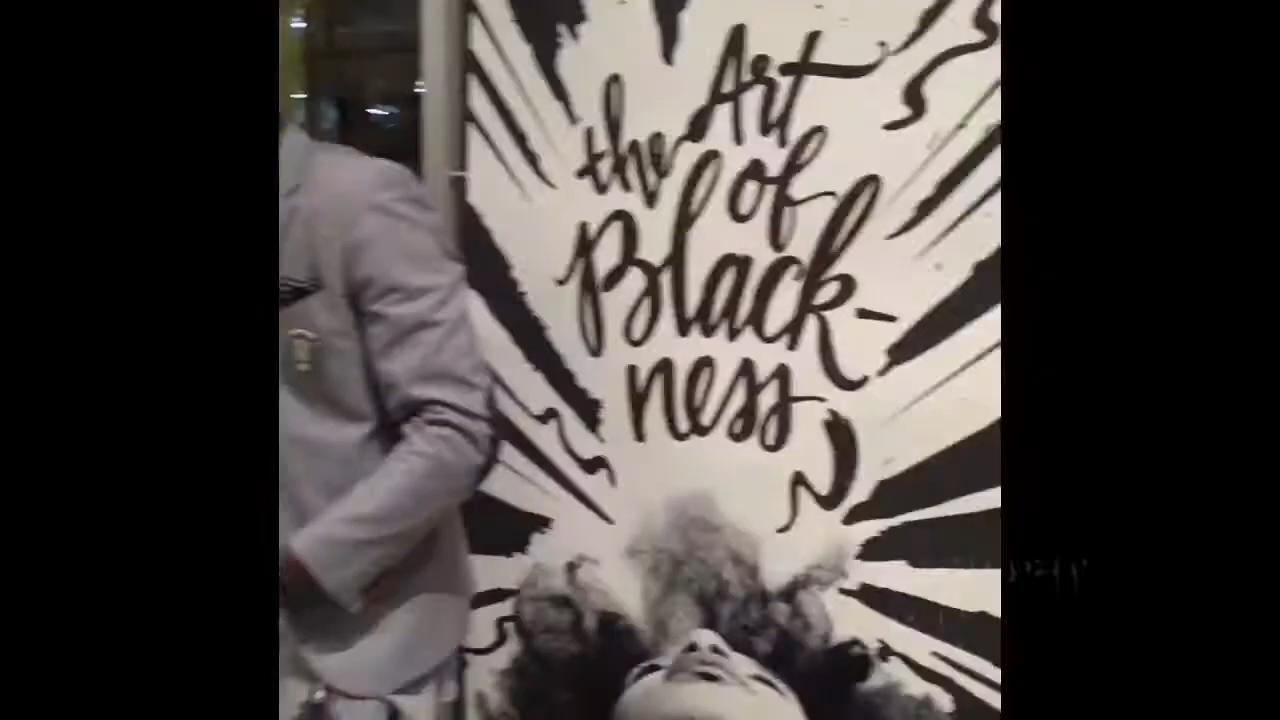 the Art
of
Black-
ness